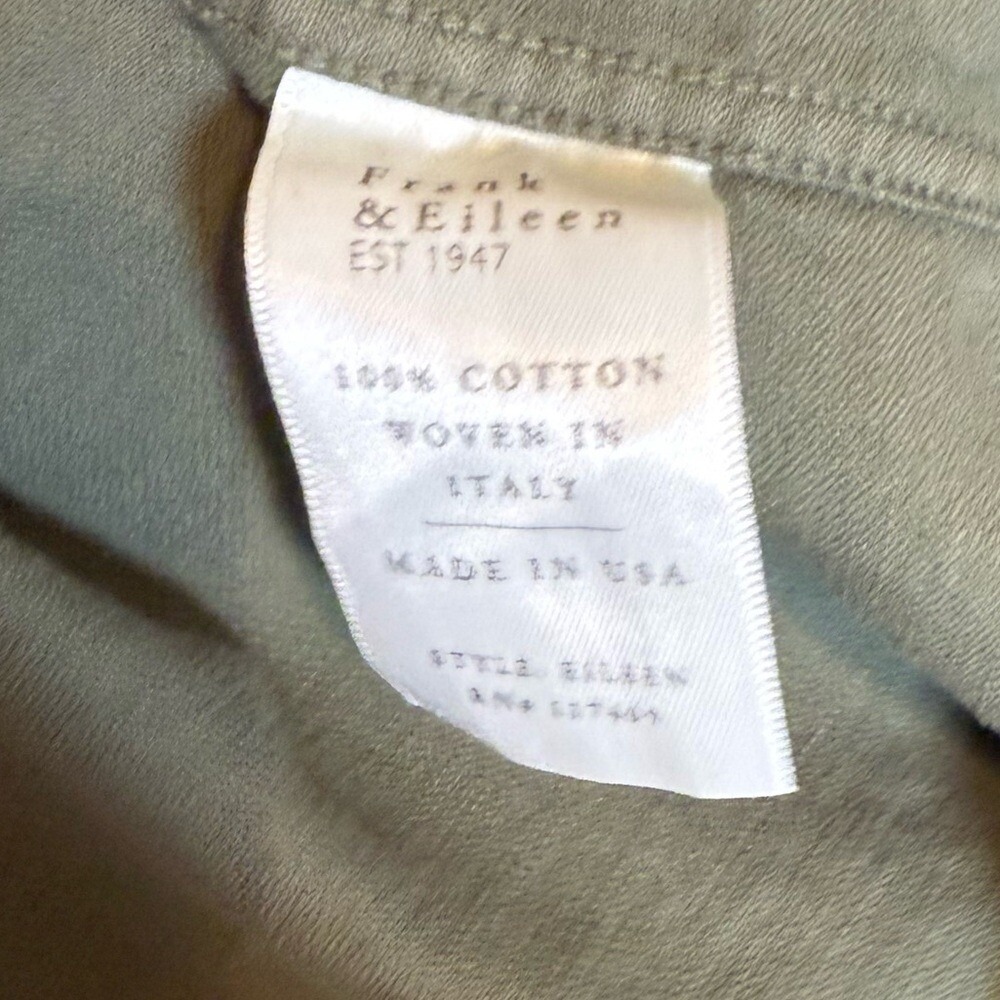 Frank
& Eileen
EST 1947
100% COTTON
WOVEN IN
ITALY
MADE IN USA
STYLE EILEEN